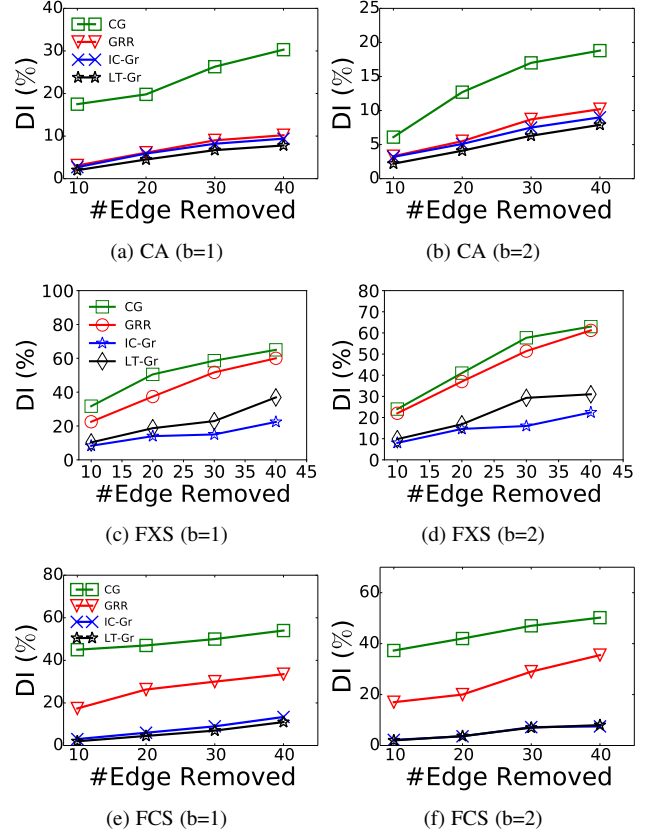 40
30
20
10
0
DI (%)
CG
GRR
IC-Gr
LT-Gr
10 20 30 40
#Edge Removed
(a) CA (b=1)
25
20
15
10
5
0
DI (%)
10 20 30 40
#Edge Removed
(b) CA (b=2)
100
80
60
40
20
0
DI (%)
CG
GRR
IC-Gr
LT-Gr
10 15 20 25 30 35 40 45
#Edge Removed
(c) FXS (b=1)
80
70
60
50
40
30
20
10
0
DI (%)
10 15 20 25 30 35 40 45
#Edge Removed
(d) FXS (b=2)
80
60
40
20
0
DI (%)
CG
GRR
IC-Gr
LT-Gr
10 20 30 40
#Edge Removed
(e) FCS (b=1)
60
40
20
0
DI (%)
10 20 30 40
#Edge Removed
(f) FCS (b=2)